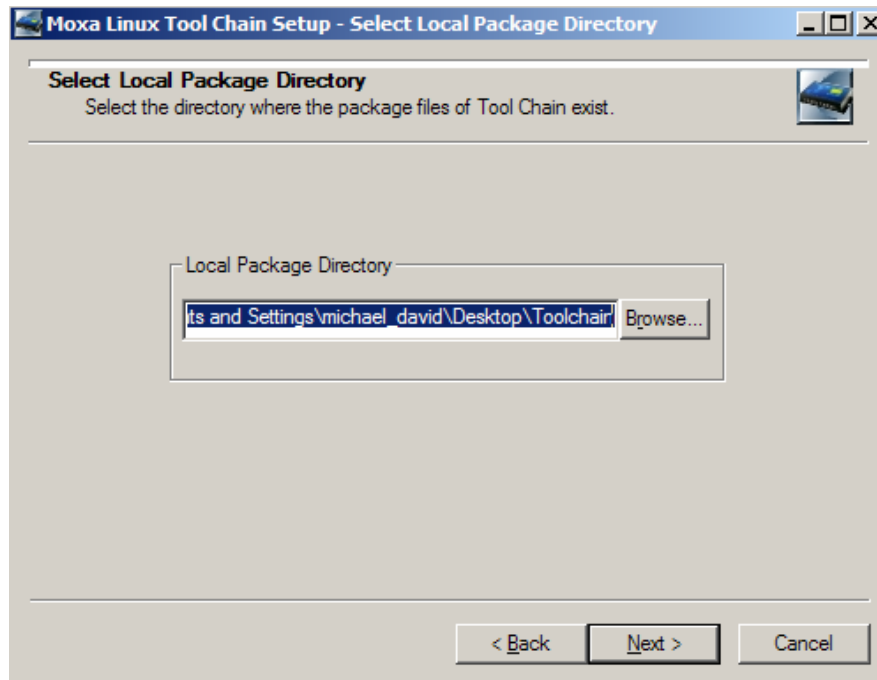 Moxa Linux Tool Chain Setup - Select Local Package Directory
Select Local Package Directory
Select the directory where the package files of Tool Chain exist.
Local Package Directory
its and Settings\michael_david\Desktop\Toolchain
Browse...
< Back
Next >
Cancel